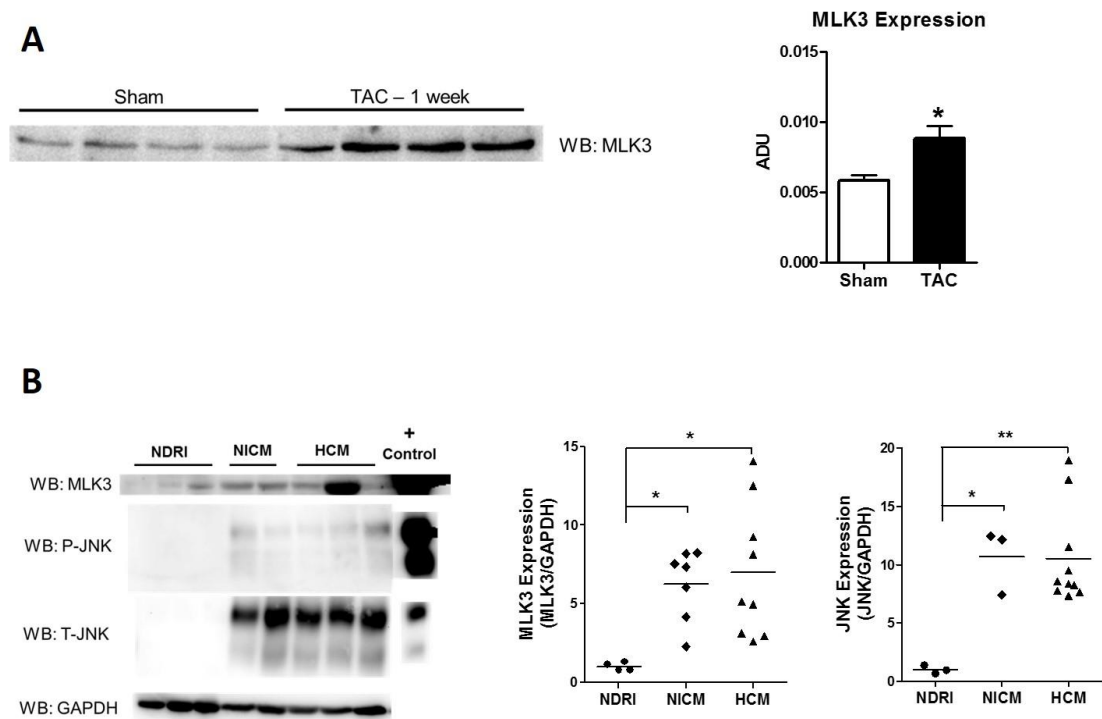 A
Sham
TAC – 1 week
WB: MLK3
MLK3 Expression
0.015
0.010
0.005
0.000
ADU
*
Sham
TAC
B
NDRI
NICM
HCM
+
Control
WB: MLK3
WB: P-JNK
WB: T-JNK
WB: GAPDH
MLK3 Expression
(MLK3/GAPDH)
15
10
5
0
*
*
NDRI
NICM
HCM
JNK Expression
(JNK/GAPDH)
20
15
10
5
0
**
*
NDRI
NICM
HCM